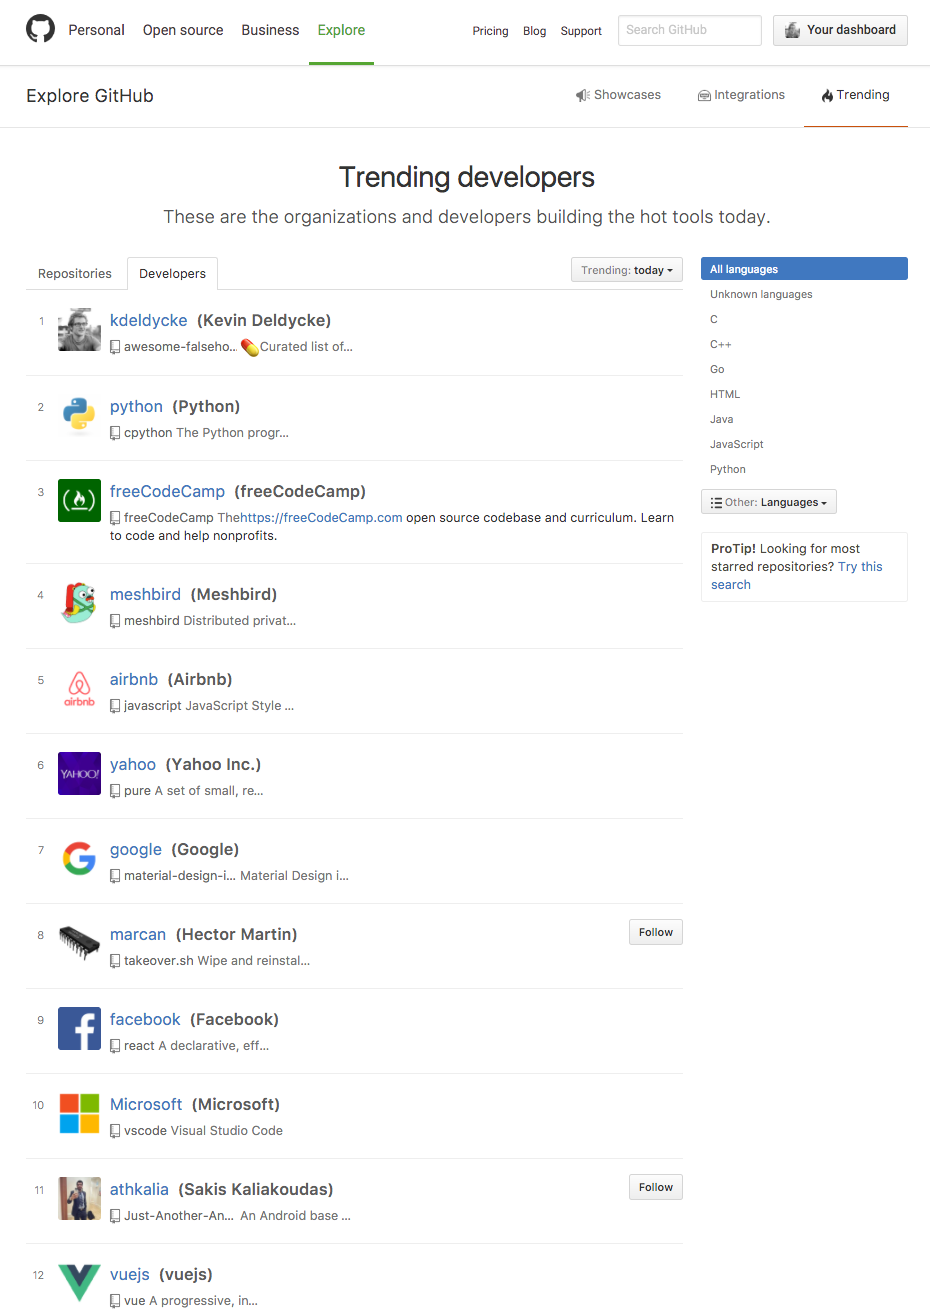 Personal Open source Business Explore Pricing Blog Support Search GitHub Your dashboard
Explore GitHub Showcases Integrations Trending
Trending developers
These are the organizations and developers building the hot tools today.
Repositories Developers Trending: today
1 kdeldycke (Kevin Deldycke)
awesome-falseho... Curated list of...
2 python (Python)
cpython The Python progr...
3 freeCodeCamp (freeCodeCamp)
freeCodeCamp Thehttps://freeCodeCamp.com open source codebase and curriculum. Learn
to code and help nonprofits.
4 meshbird (Meshbird)
meshbird Distributed privat...
5 airbnb (Airbnb)
airbnb
javascript JavaScript Style ...
6 yahoo (Yahoo Inc.)
YAHOO!
pure A set of small, re...
7 google (Google)
material-design-i... Material Design i...
8 marcan (Hector Martin) Follow
takeover.sh Wipe and reinstal...
9 facebook (Facebook)
react A declarative, eff...
10 Microsoft (Microsoft)
vscode Visual Studio Code
11 athkalia (Sakis Kaliakoudas) Follow
Just-Another-An... An Android base ...
12 vuejs (vuejs)
vue A progressive, in...
All languages
Unknown languages
C
C++
Go
HTML
Java
JavaScript
Python
Other: Languages
ProTip! Looking for most
starred repositories? Try this
search